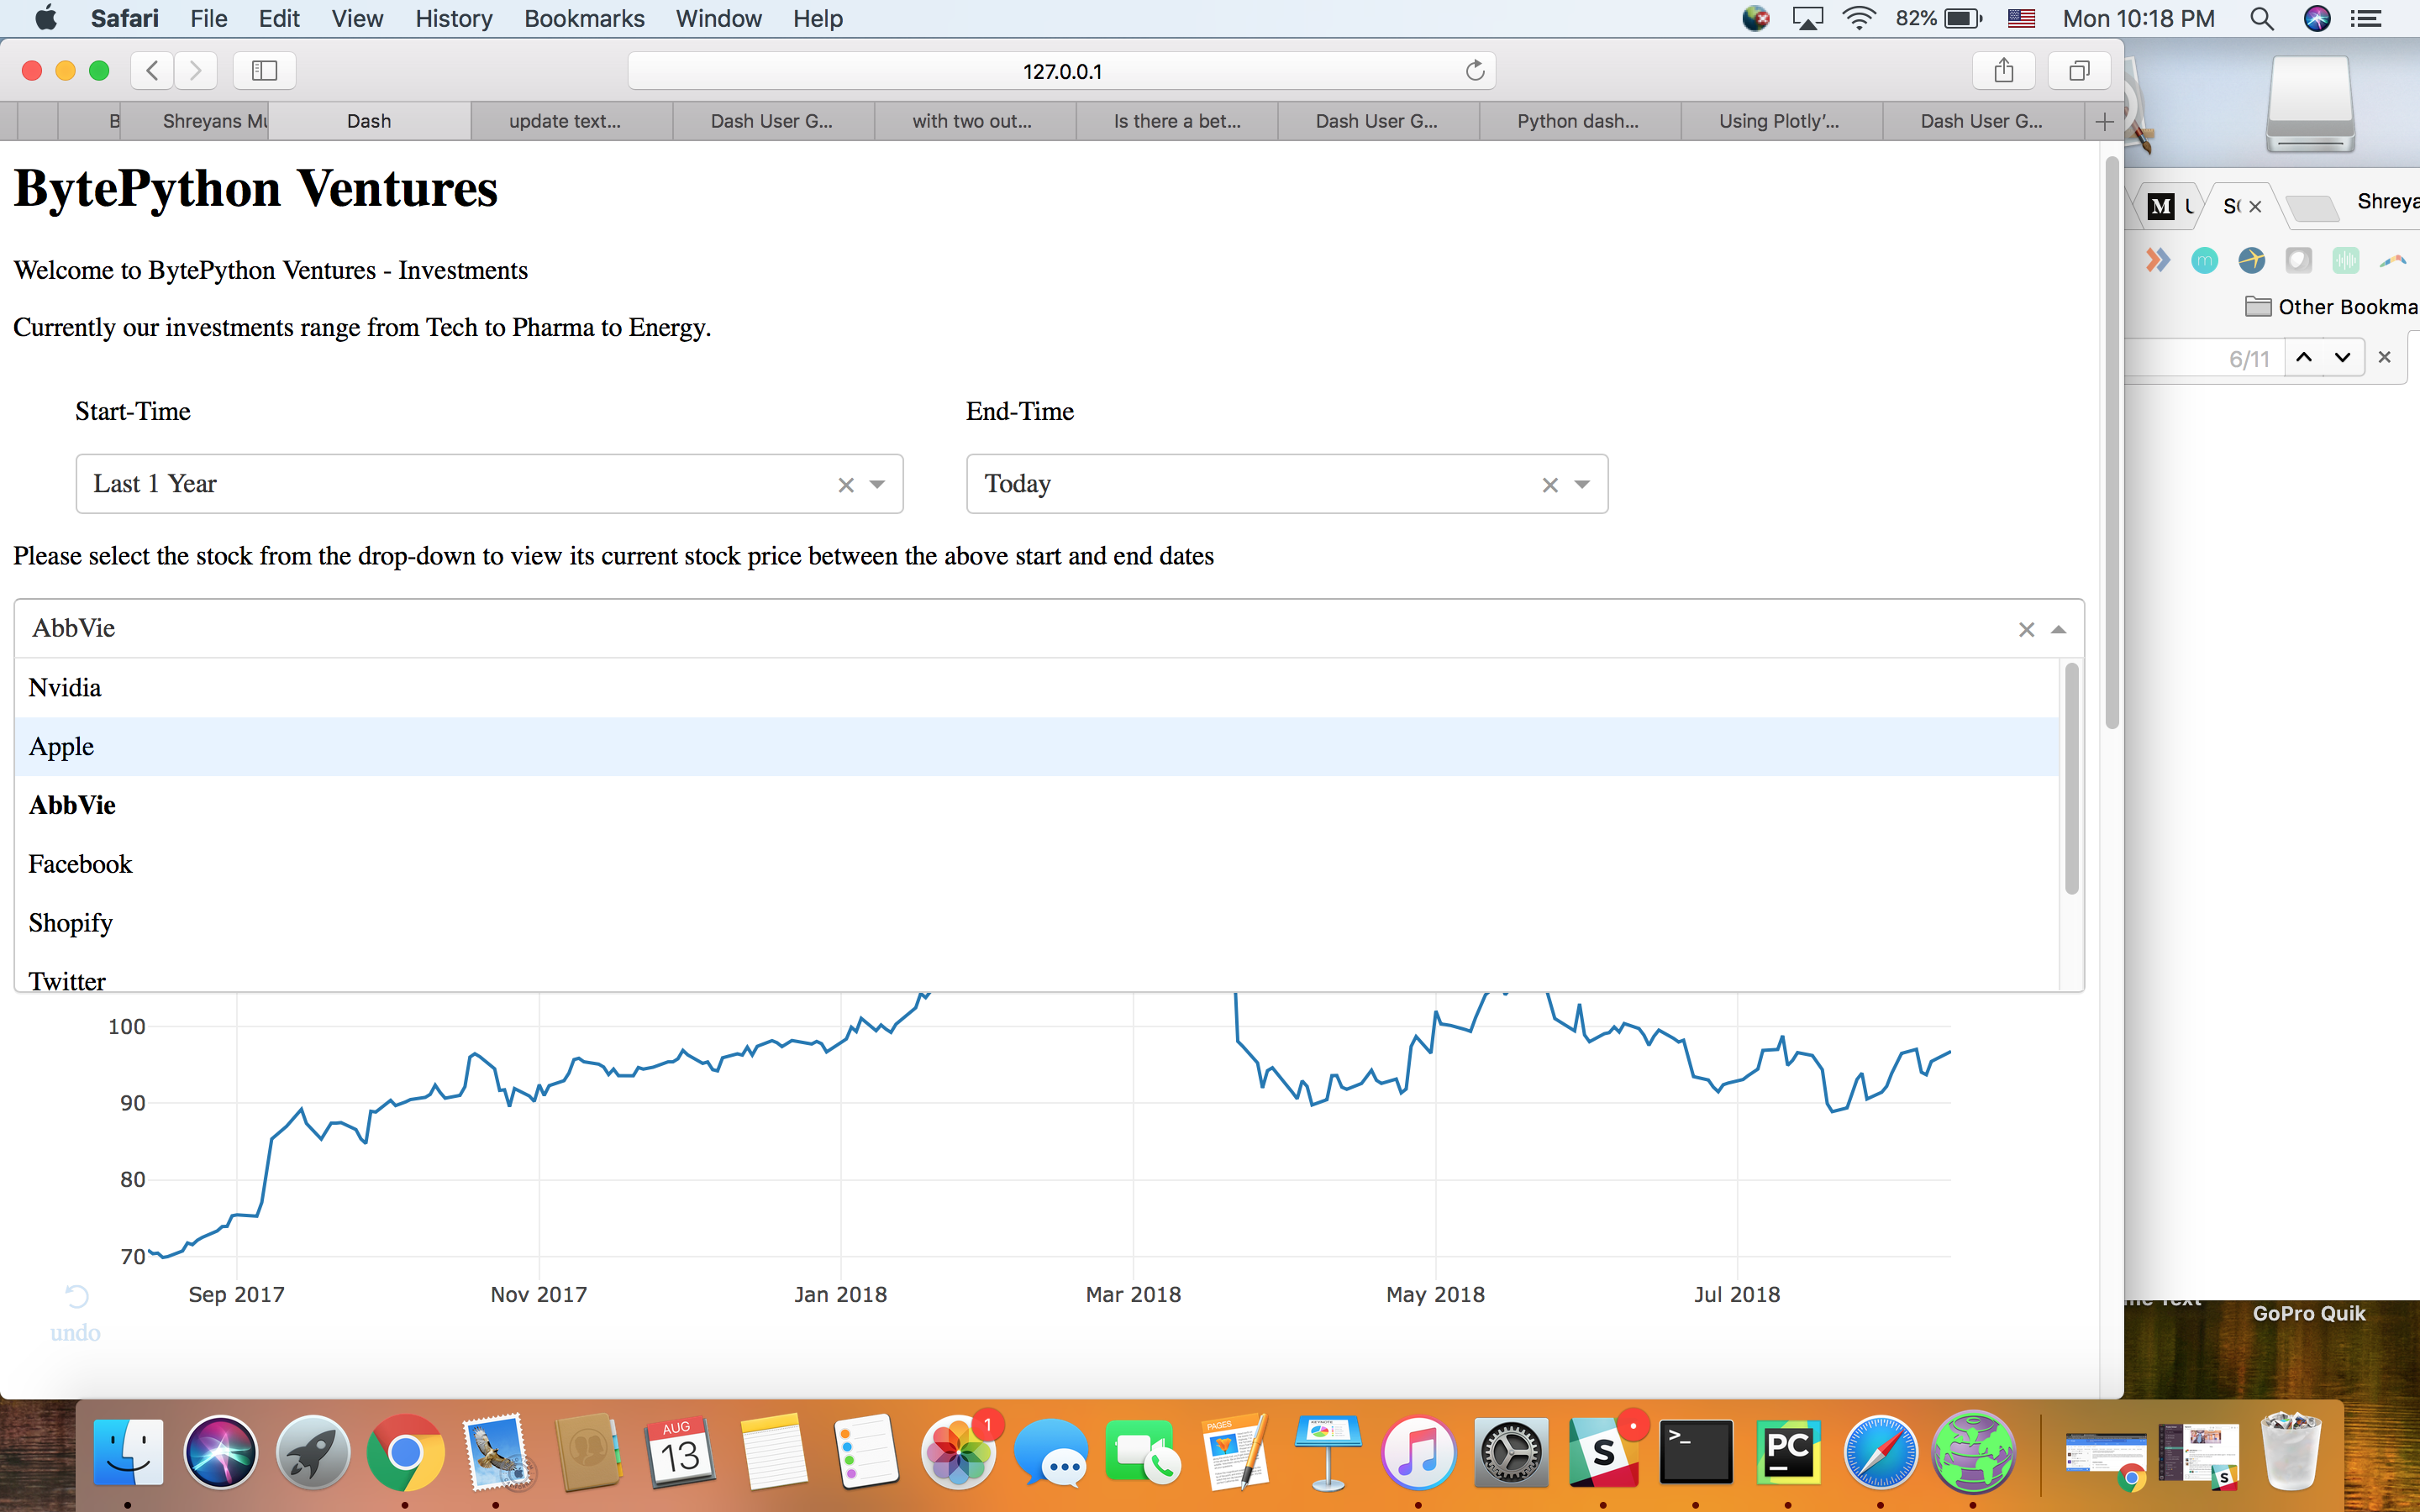 Safari File Edit View History Bookmarks Window Help 82% Mon 10:18 PM
127.0.0.1
B Shreyans Mu Dash update text... Dash User G... with two out... Is there a bet... Dash User G... Python dash... Using Plotly'... Dash User G...
BytePython Ventures
Welcome to BytePython Ventures - Investments
Currently our investments range from Tech to Pharma to Energy.
Start-Time End-Time
Last 1 Year Today
Please select the stock from the drop-down to view its current stock price between the above start and end dates
AbbVie
Nvidia
Apple
AbbVie
Facebook
Shopify
Twitter
100
90
80
70
Sep 2017 Nov 2017 Jan 2018 Mar 2018 May 2018 Jul 2018
undo
M
Shreya
m
Other Bookma
6/11
GoPro Quik
AUG
13
1
PAGES
KEYNOTE
S
>_
PC
S